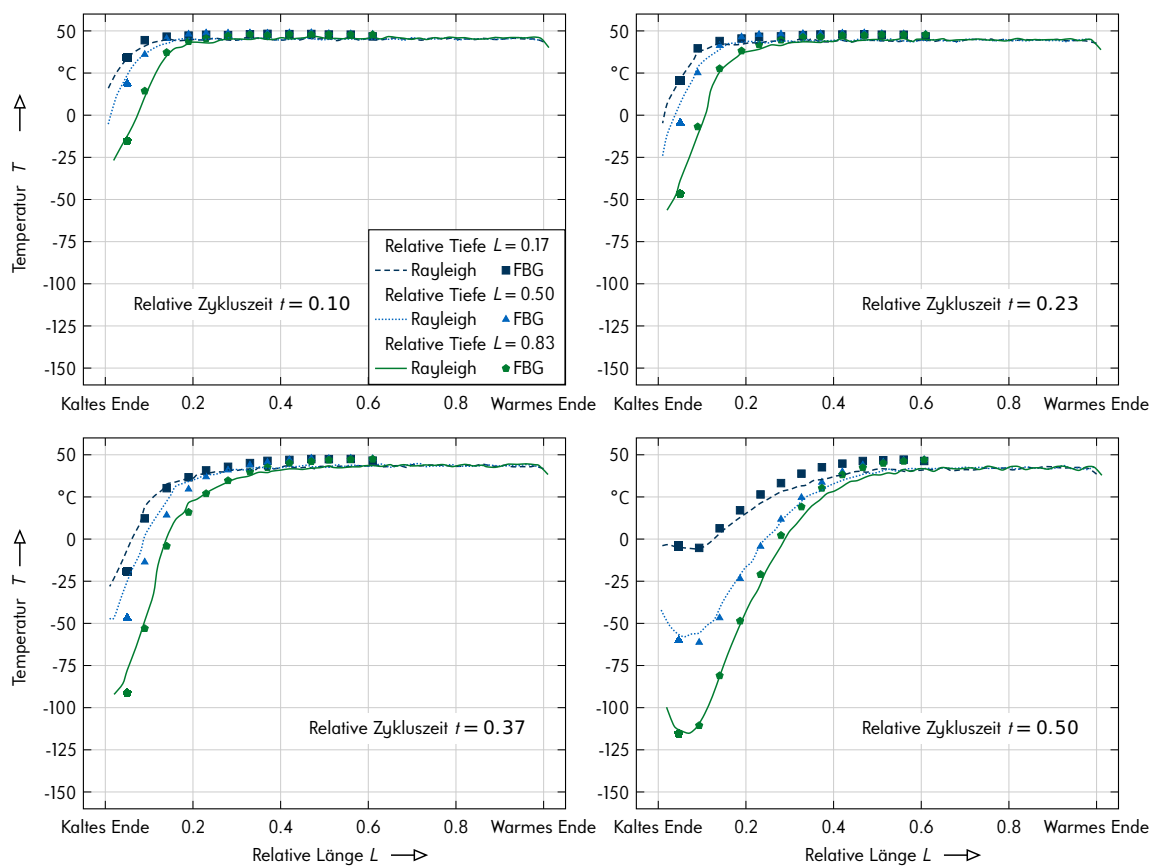 50
°C
0
-25
-50
-75
-100
-125
-150
Temperatur T
Relative Tiefe L = 0.17
Rayleigh FBG
Relative Tiefe L = 0.50
Rayleigh FBG
Relative Tiefe L = 0.83
Rayleigh FBG
Relative Zykluszeit t = 0.10
Kaltes Ende 0.2 0.4 0.6 0.8 Warmes Ende
50
°C
0
-25
-50
-75
-100
-125
-150
Relative Zykluszeit t = 0.23
Kaltes Ende 0.2 0.4 0.6 0.8 Warmes Ende
50
°C
0
-25
-50
-75
-100
-125
-150
Temperatur T
Relative Zykluszeit t = 0.37
Kaltes Ende 0.2 0.4 0.6 0.8 Warmes Ende
Relative Länge L
50
°C
0
-25
-50
-75
-100
-125
-150
Relative Zykluszeit t = 0.50
Kaltes Ende 0.2 0.4 0.6 0.8 Warmes Ende
Relative Länge L